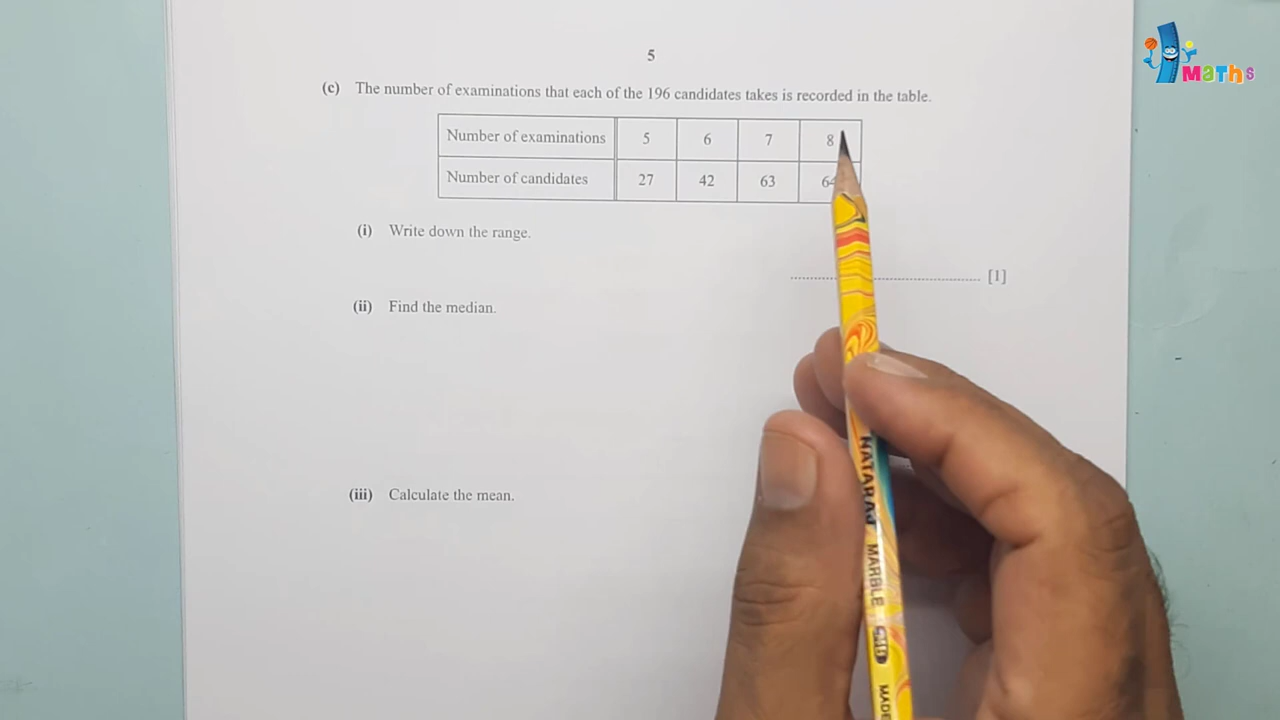 Maths
5
(c) The number of examinations that each of the 196 candidates takes is recorded in the table.
Number of examinations 5 6 7 8
Number of candidates 27 42 63 64
(i) Write down the range.
[1]
(ii) Find the median.
(iii) Calculate the mean.
NATARAJ MARBLE
MADE